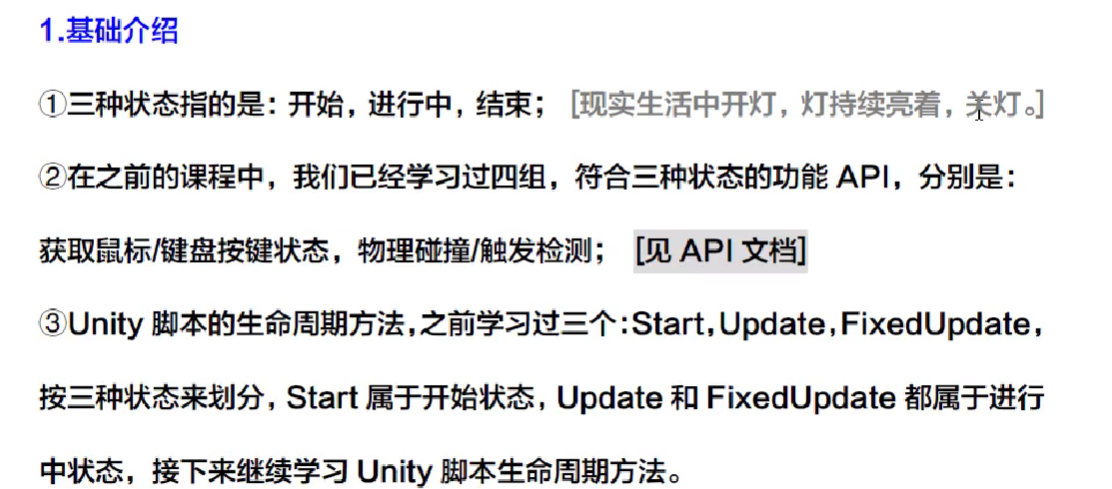 1.基础介绍
①三种状态指的是：开始，进行中，结束； [现实生活中开灯，灯持续亮着，关灯。]
②在之前的课程中，我们已经学习过四组，符合三种状态的功能 API，分别是：
获取鼠标/键盘按键状态，物理碰撞/触发检测； [见 API 文档]
③Unity 脚本的生命周期方法,之前学习过三个:Start,Update,FixedUpdate，
按三种状态来划分，Start 属于开始状态，Update 和 FixedUpdate 都属于进行
中状态，接下来继续学习 Unity 脚本生命周期方法。